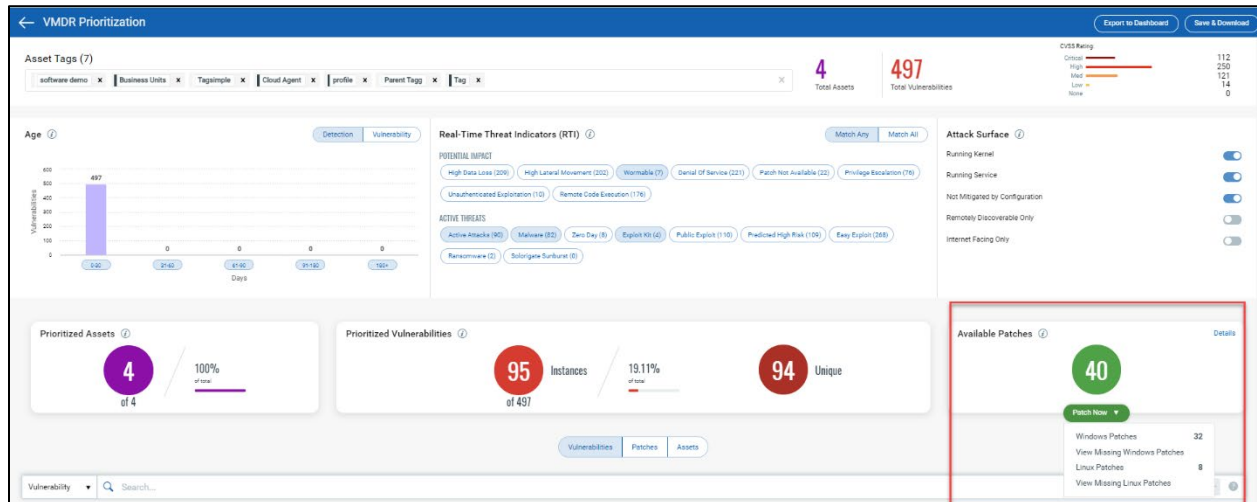 VMDR Prioritization
Export to Dashboard
Save & Download
Asset Tags (7)
software demo x Business Units x Tagsimple x Cloud Agent x profile x Parent Tagg x Tag x
4
Total Assets
497
Total Vulnerabilities
CVSS Rating
Critical 112
High 250
Med 121
Low 14
None 0
Age
Detection Vulnerability
Vulnerabilities
600
500
400
300
200
100
0
497 0 0 0 0
0-30 31-60 61-90 91-180 180+
Days
Real-Time Threat Indicators (RTI)
Match Any Match All
POTENTIAL IMPACT
High Data Loss (209) High Lateral Movement (202) Wormable (7) Denial Of Service (221) Patch Not Available (22) Privilege Escalation (76)
Unauthenticated Exploitation (10) Remote Code Execution (176)
ACTIVE THREATS
Active Attacks (90) Malware (82) Zero Day (8) Exploit Kit (4) Public Exploit (110) Predicted High Risk (109) Easy Exploit (268)
Ransomware (2) Solorigate Sunburst (0)
Attack Surface
Running Kernel
Running Service
Not Mitigated by Configuration
Remotely Discoverable Only
Internet Facing Only
Prioritized Assets
4
of 4
100%
of total
Prioritized Vulnerabilities
95 Instances
of 497
19.11%
of total
94 Unique
Available Patches
Details
40
Patch Now
Windows Patches 32
View Missing Windows Patches
Linux Patches 8
View Missing Linux Patches
Vulnerabilities Patches Assets
Vulnerability Search...